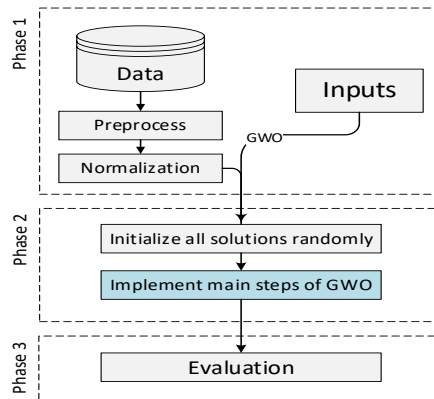 Phase 1
Data
Preprocess
Normalization
Inputs
GWO
Phase 2
Initialize all solutions randomly
Implement main steps of GWO
Phase 3
Evaluation